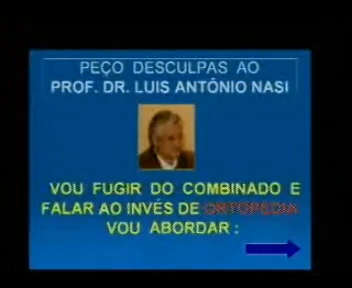 PEÇO DESCULPAS AO
PROF. DR. LUIS ANTÔNIO NASI
VOU FUGIR DO COMBINADO E
FALAR AO INVÉS DE ORTOPEDIA
VOU ABORDAR :